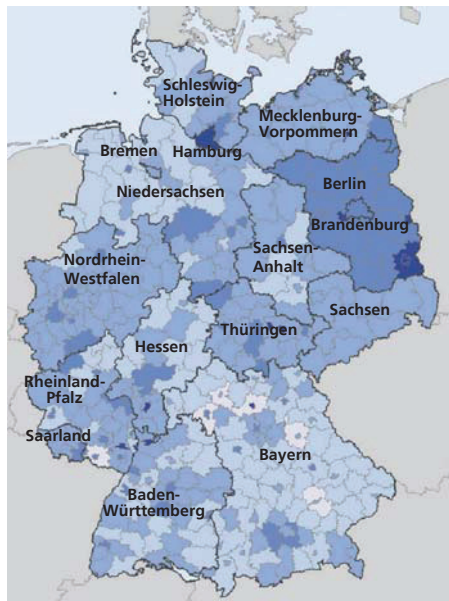 Schleswig-
Holstein
Mecklenburg-
Vorpommern
Bremen
Hamburg
Niedersachsen
Berlin
Brandenburg
Sachsen-
Anhalt
Nordrhein-
Westfalen
Sachsen
Thüringen
Hessen
Rheinland-
Pfalz
Saarland
Bayern
Baden-
Württemberg